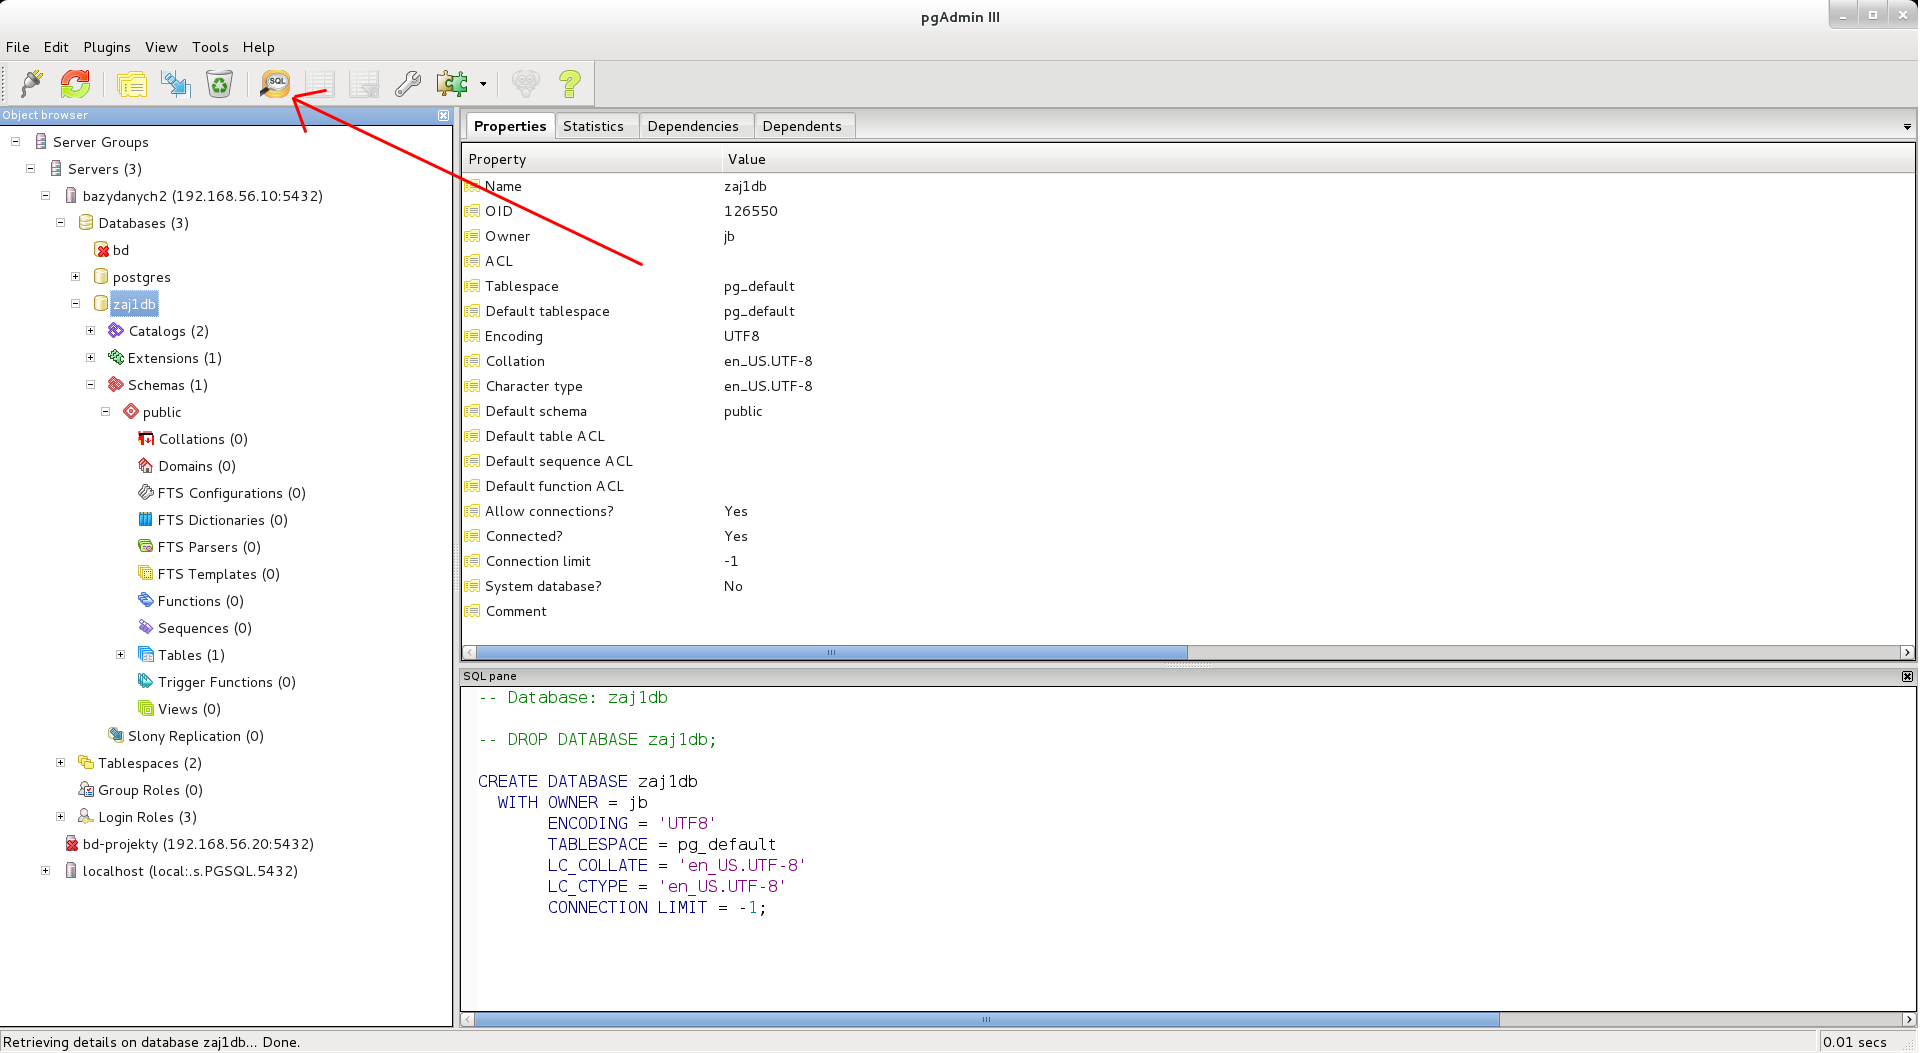 pgAdmin III
File Edit Plugins View Tools Help
SQL
Object browser
Server Groups
Servers (3)
bazydanych2 (192.168.56.10:5432)
Databases (3)
bd
postgres
zaj1db
Catalogs (2)
Extensions (1)
Schemas (1)
public
Collations (0)
Domains (0)
FTS Configurations (0)
FTS Dictionaries (0)
FTS Parsers (0)
FTS Templates (0)
Functions (0)
Sequences (0)
Tables (1)
Trigger Functions (0)
Views (0)
Slony Replication (0)
Tablespaces (2)
Group Roles (0)
Login Roles (3)
bd-projekty (192.168.56.20:5432)
localhost (local:.s.PGSQL.5432)
Properties Statistics Dependencies Dependents
Property Value
Name zaj1db
OID 126550
Owner jb
ACL
Tablespace pg_default
Default tablespace pg_default
Encoding UTF8
Collation en_US.UTF-8
Character type en_US.UTF-8
Default schema public
Default table ACL
Default sequence ACL
Default function ACL
Allow connections? Yes
Connected? Yes
Connection limit -1
System database? No
Comment
SQL pane
-- Database: zaj1db
-- DROP DATABASE zaj1db;
CREATE DATABASE zaj1db
WITH OWNER = jb
ENCODING = 'UTF8'
TABLESPACE = pg_default
LC_COLLATE = 'en_US.UTF-8'
LC_CTYPE = 'en_US.UTF-8'
CONNECTION LIMIT = -1;
Retrieving details on database zaj1db... Done.
0.01 secs